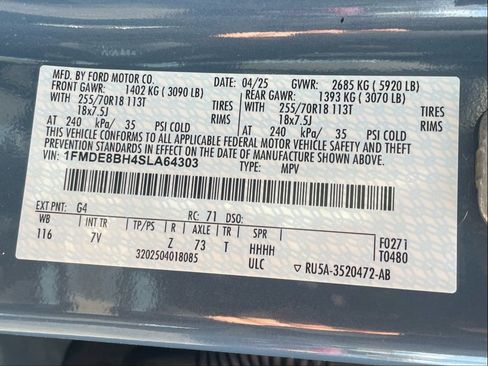 MFD. BY FORD MOTOR CO. 04/25 GVWR: 2685 KG ( 5920 LB)
FRONT GAWR: 1402 KG ( 3090 LB) REAR GAWR: 1393 KG ( 3070 LB)
WITH 255/70R18 113T TIRES WITH 255/70R18 113T TIRES
18x7.5J RIMS 18x7.5J RIMS
AT 240 kPa/ 35 PSI COLD AT 240 kPa/ 35 PSI COLD
THIS VEHICLE CONFORMS TO ALL APPLICABLE FEDERAL MOTOR VEHICLE SAFETY AND THEFT
PREVENTION STANDARDS IN EFFECT ON THE DATE OF MANUFACTURE SHOWN ABOVE.
VIN: 1FMDE8BH4SLA64303 TYPE: MPV
EXT PNT: G4 RC: 71 DSO:
WB INT TR TP/PS R AXLE TR SPR F0271
116 7V Z 73 T HHHH T0480
3202504018085 ULC RU5A-3520472-AB